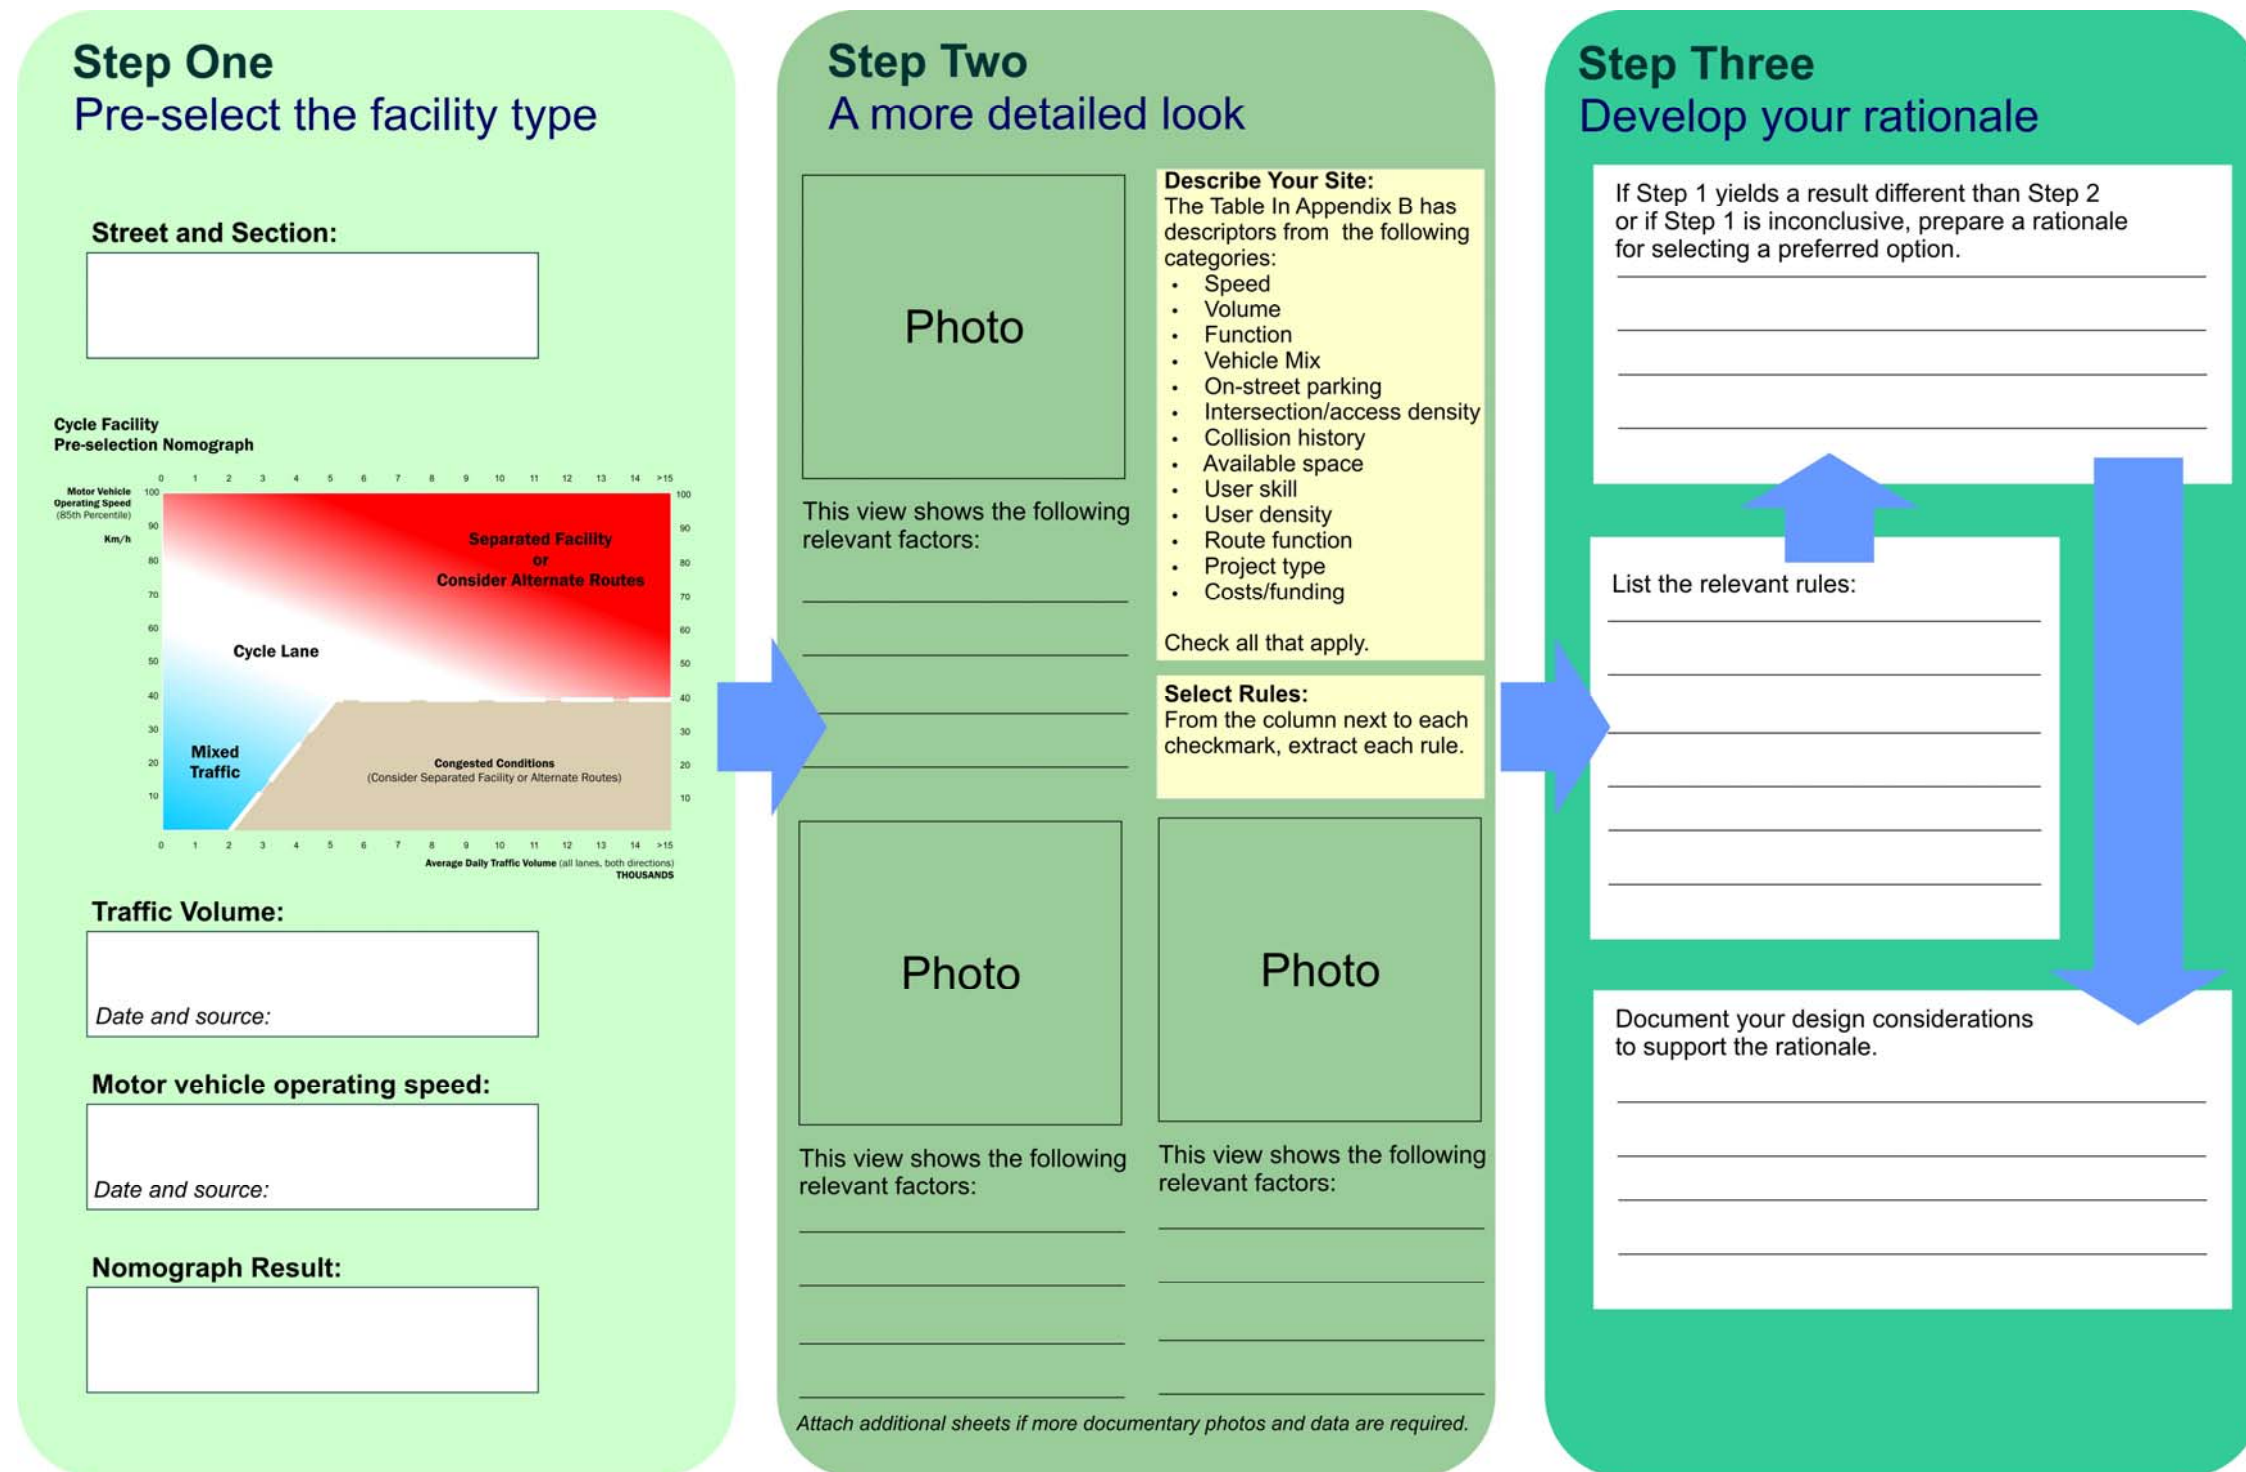 Step One
Pre-select the facility type
Street and Section:
Cycle Facility
Pre-selection Nomograph
0 1 2 3 4 5 6 7 8 9 10 11 12 13 14 >15
Motor Vehicle
Operating Speed
(85th Percentile)
Km/h
100
90
80
70
60
50
40
30
20
10
Separated Facility
or
Consider Alternate Routes
Cycle Lane
Mixed
Traffic
Congested Conditions
(Consider Separated Facility or Alternate Routes)
100
90
80
70
60
50
40
30
20
10
0 1 2 3 4 5 6 7 8 9 10 11 12 13 14 >15
Average Daily Traffic Volume (all lanes, both directions)
THOUSANDS
Traffic Volume:
Date and source:
Motor vehicle operating speed:
Date and source:
Nomograph Result:
Step Two
A more detailed look
Photo
This view shows the following
relevant factors:
Describe Your Site:
The Table In Appendix B has
descriptors from the following
categories:
• Speed
• Volume
• Function
• Vehicle Mix
• On-street parking
• Intersection/access density
• Collision history
• Available space
• User skill
• User density
• Route function
• Project type
• Costs/funding
Check all that apply.
Select Rules:
From the column next to each
checkmark, extract each rule.
Photo
This view shows the following
relevant factors:
Photo
This view shows the following
relevant factors:
Attach additional sheets if more documentary photos and data are required.
Step Three
Develop your rationale
If Step 1 yields a result different than Step 2
or if Step 1 is inconclusive, prepare a rationale
for selecting a preferred option.
List the relevant rules:
Document your design considerations
to support the rationale.